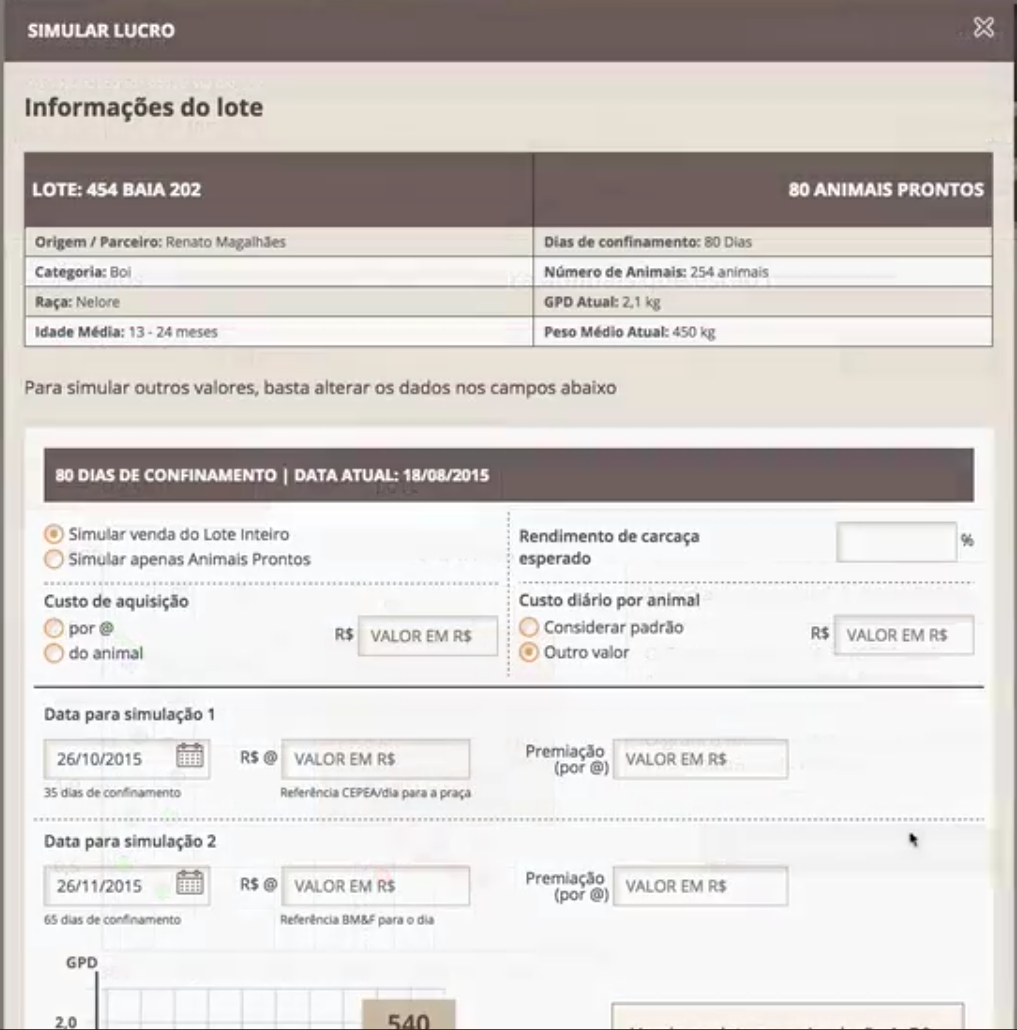 SIMULAR LUCRO
Informações do lote
LOTE: 454 BAIA 202
80 ANIMAIS PRONTOS
Origem / Parceiro: Renato Magalhães
Dias de confinamento: 80 Dias
Categoria: Boi
Número de Animais: 254 animais
Raça: Nelore
GPD Atual: 2,1 kg
Idade Média: 13 - 24 meses
Peso Médio Atual: 450 kg
Para simular outros valores, basta alterar os dados nos campos abaixo
80 DIAS DE CONFINAMENTO | DATA ATUAL: 18/08/2015
Simular venda do Lote Inteiro
Simular apenas Animais Prontos
Rendimento de carcaça
esperado
%
Custo de aquisição
por @
do animal
R$ VALOR EM R$
Custo diário por animal
Considerar padrão
Outro valor
R$ VALOR EM R$
Data para simulação 1
26/10/2015
35 dias de confinamento
R$ @ VALOR EM R$
Referência CEPEA/dia para a praça
Premiação
(por @)
VALOR EM R$
Data para simulação 2
26/11/2015
65 dias de confinamento
R$ @ VALOR EM R$
Referência BM&F para o dia
Premiação
(por @)
VALOR EM R$
GPD
2,0
540